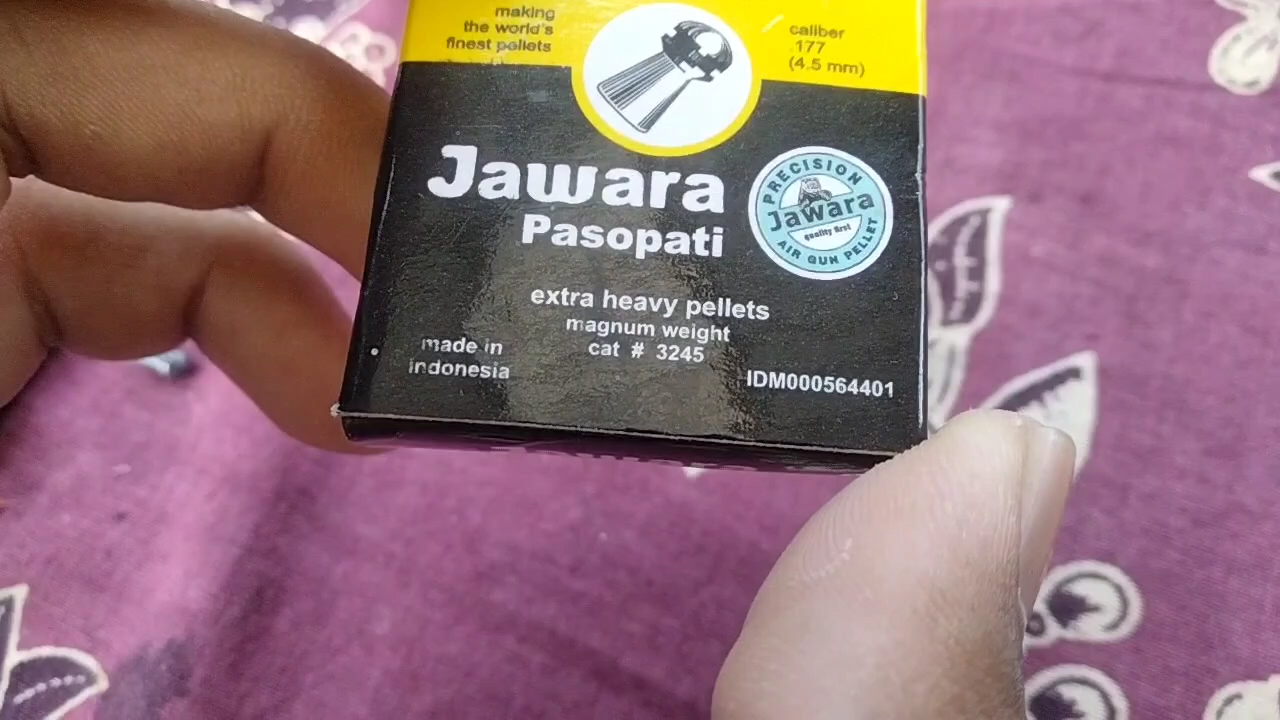 making
the world's
finest pellets
caliber
.177
(4.5 mm)
Jawara
Pasopati
PRECISION
Jawara
quality first
AIR GUN PELLET
extra heavy pellets
magnum weight
cat # 3245
made in
indonesia
IDM000564401